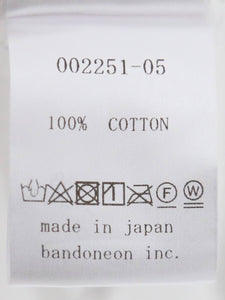 002251-05
100% COTTON
F W
made in japan
bandoneon inc.